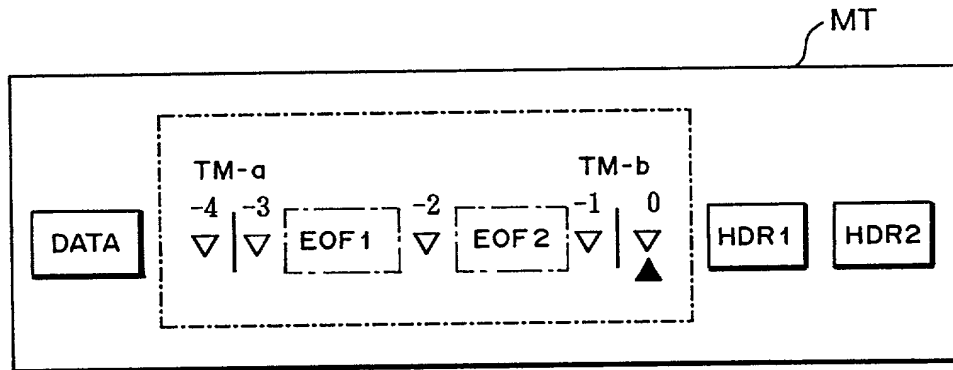 MT
TM-a TM-b
-4 -3 -2 -1 0
DATA EOF1 EOF2 HDR1 HDR2